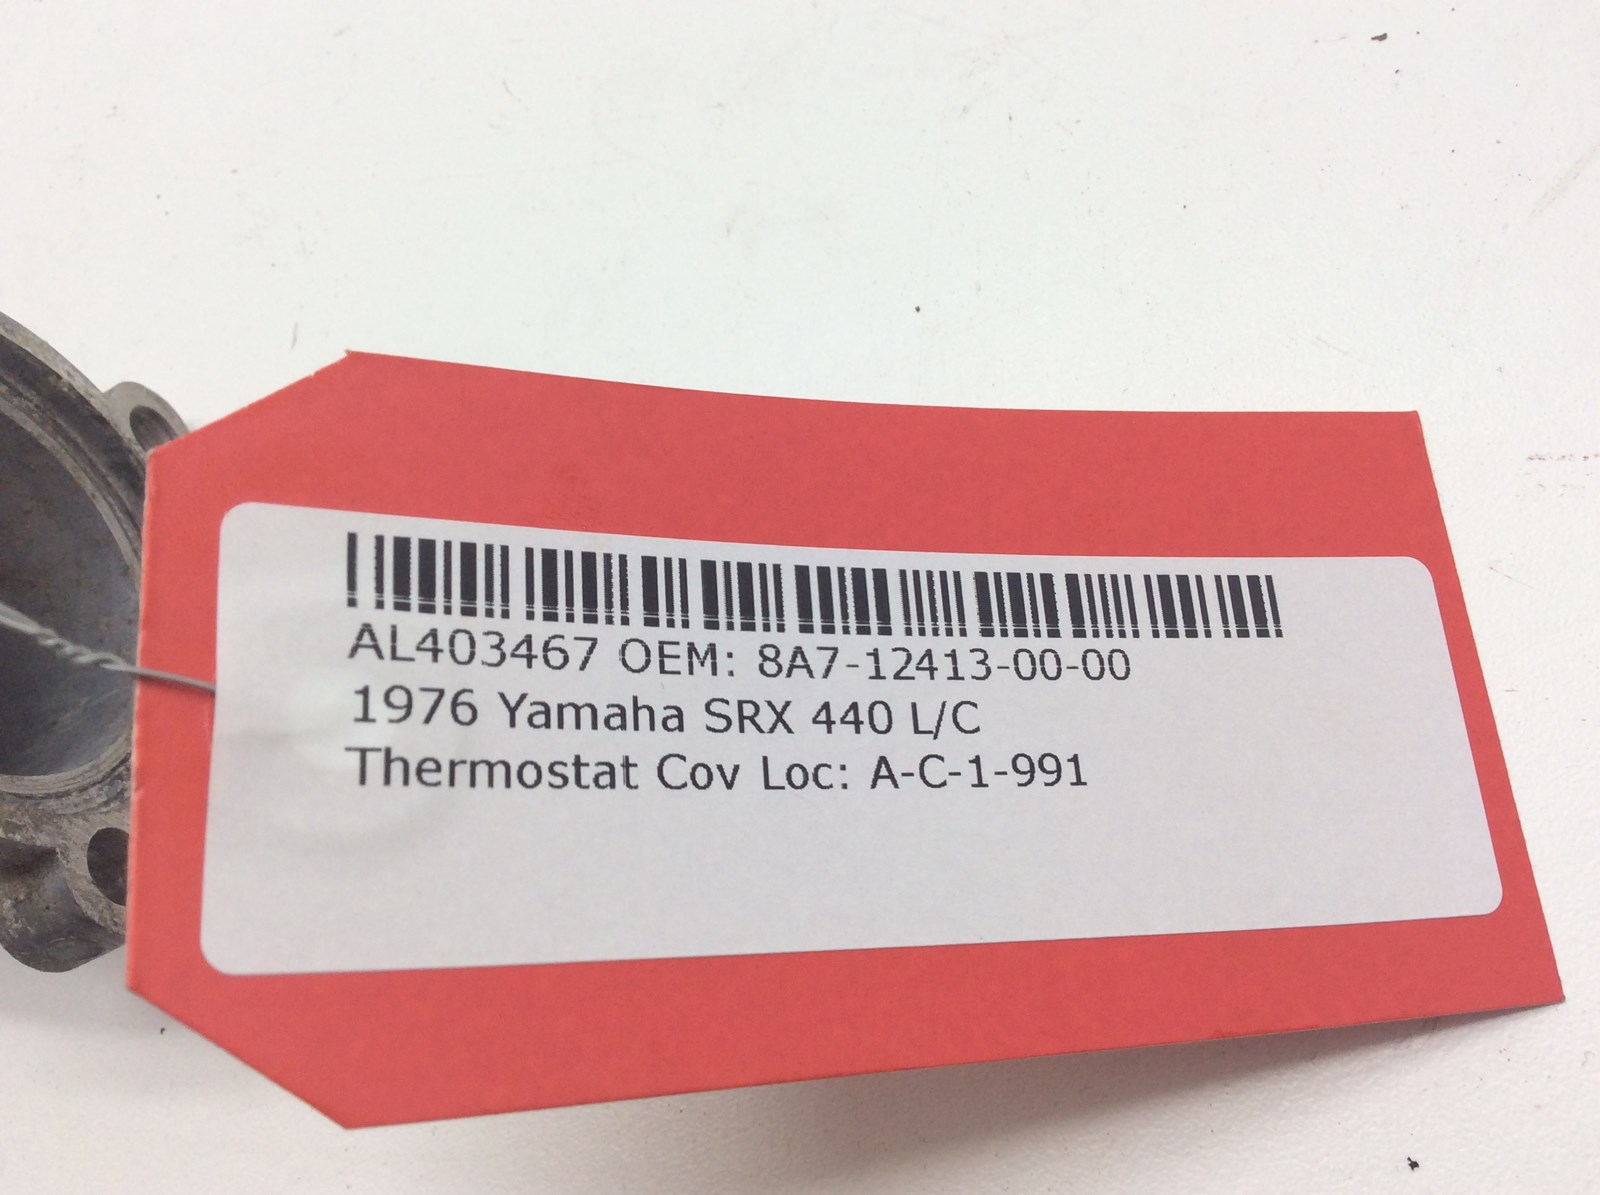 AL403467 OEM: 8A7-12413-00-00
1976 Yamaha SRX 440 L/C
Thermostat Cov Loc: A-C-1-991